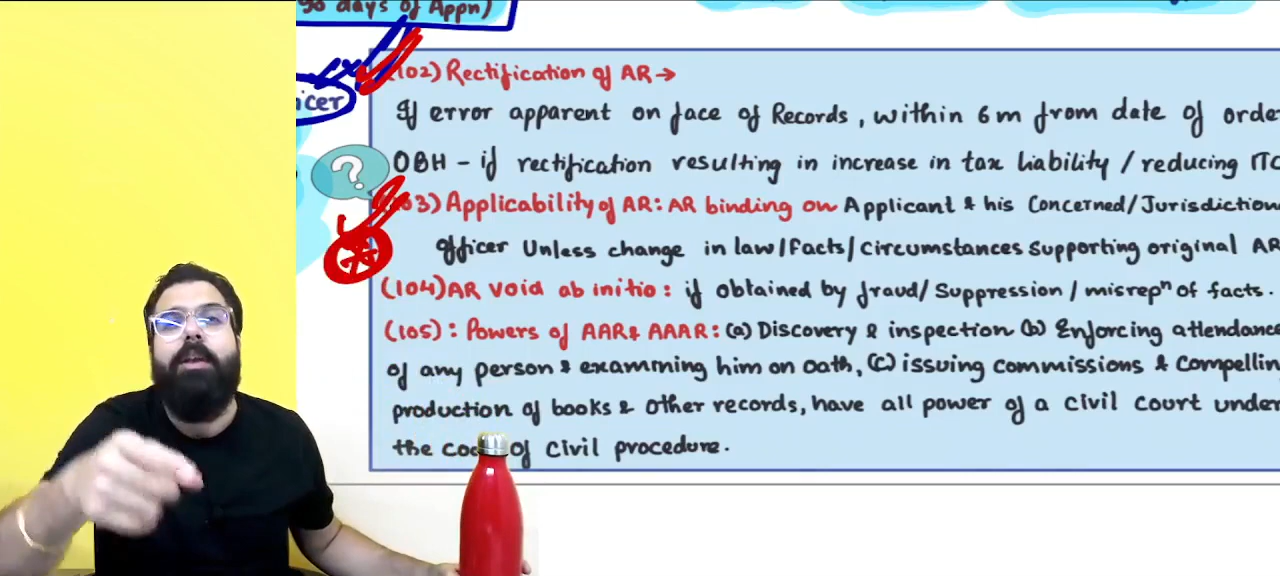 90 days of Appn)
icer
(102) Rectification of AR →
If error apparent on face of Records, within 6m from date of order
?
OBH - if rectification resulting in increase in tax liability / reducing ITC
03) Applicability of AR: AR binding on Applicant & his Concerned/Jurisdiction
officer Unless change in law/facts/circumstances supporting original AR
(104) AR void ab initio: if obtained by fraud/ Suppression / misrepn of facts.
(105): Powers of AAR & AAAR: (a) Discovery & inspection (b) Enforcing attendance
of any person & examining him on oath, (c) issuing commissions & Compellin
production of books & other records, have all power of a civil court under
the co of civil procedure.